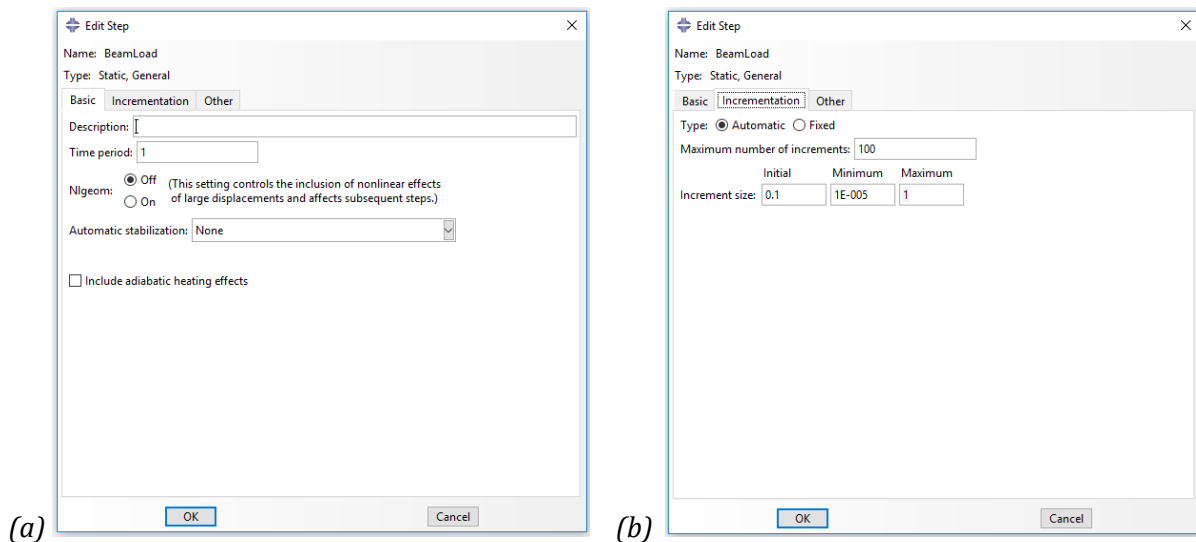 Edit Step
Name: BeamLoad
Type: Static, General
Basic Incrementation Other
Description:
Time period: 1
Nlgeom: Off (This setting controls the inclusion of nonlinear effects
On of large displacements and affects subsequent steps.)
Automatic stabilization: None
Include adiabatic heating effects
OK Cancel
(a)
Edit Step
Name: BeamLoad
Type: Static, General
Basic Incrementation Other
Type: Automatic Fixed
Maximum number of increments: 100
Initial Minimum Maximum
Increment size: 0.1 1E-005 1
OK Cancel
(b)